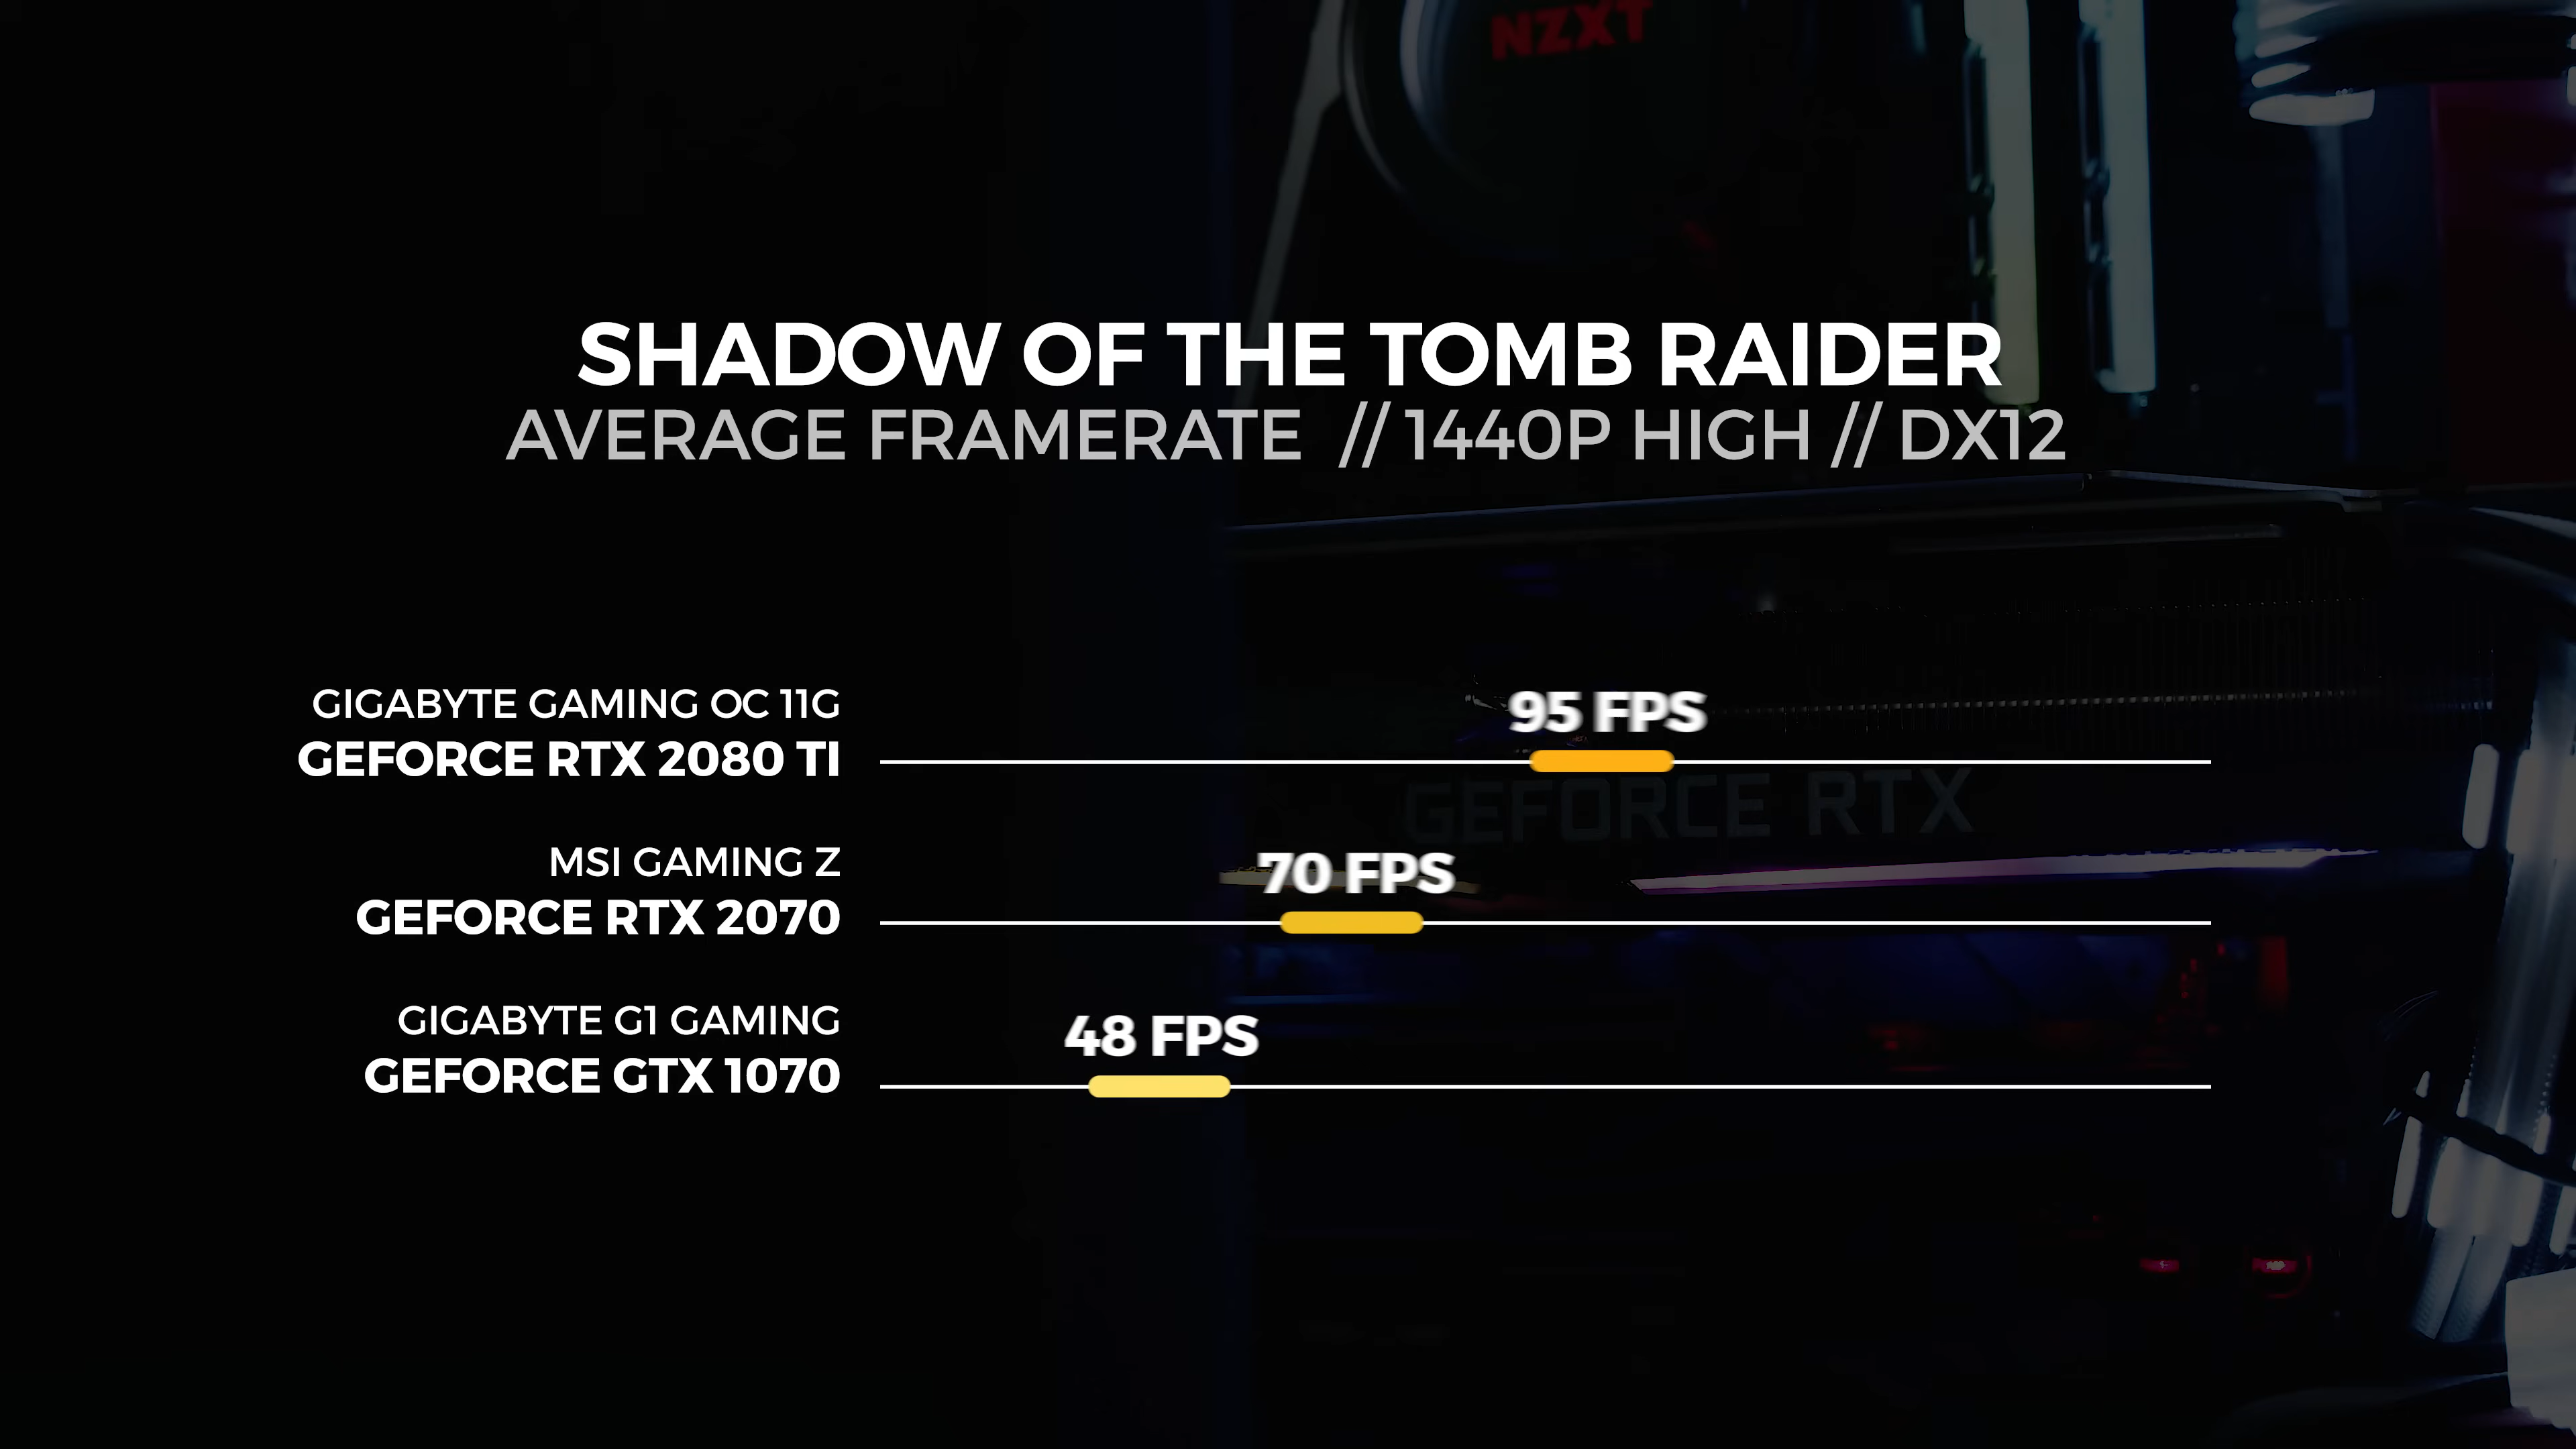 NZXT
SHADOW OF THE TOMB RAIDER
AVERAGE FRAMERATE // 1440P HIGH // DX12
GIGABYTE GAMING OC 11G
GEFORCE RTX 2080 TI
95 FPS
GEFORCE RTX
MSI GAMING Z
GEFORCE RTX 2070
70 FPS
GIGABYTE G1 GAMING
GEFORCE GTX 1070
48 FPS